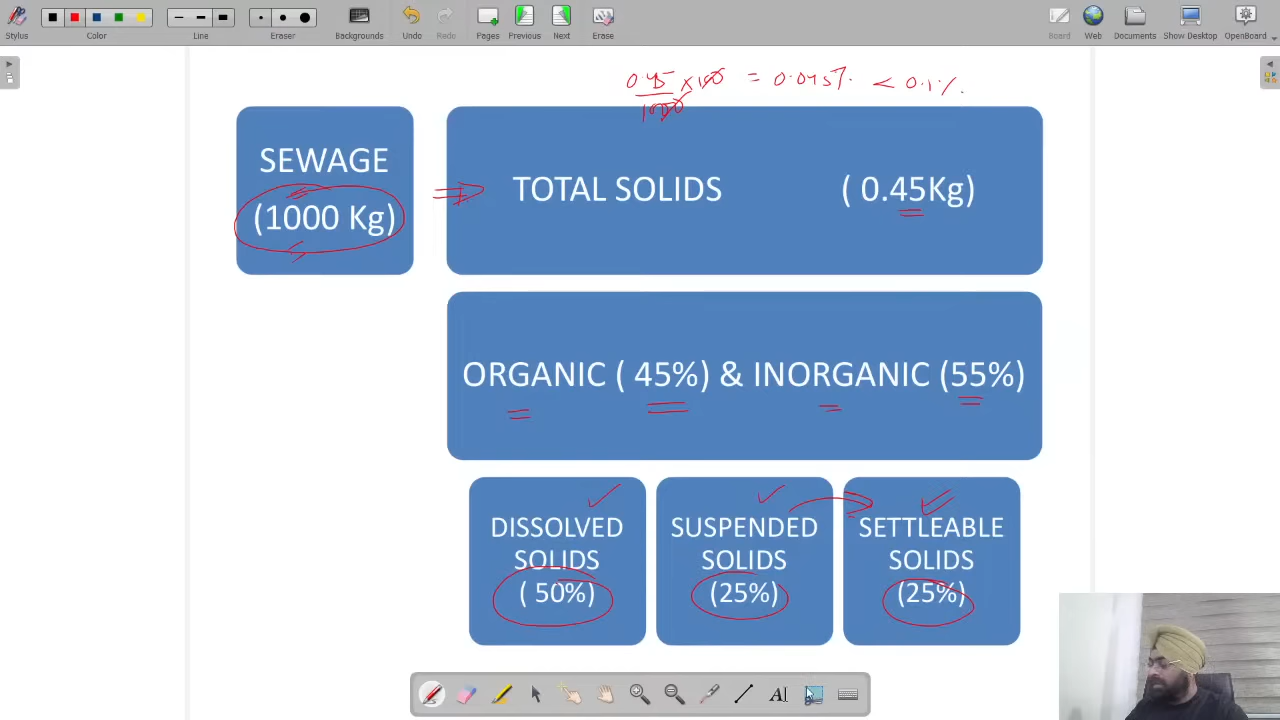 Stylus
Color
Line
Eraser
Backgrounds
Undo
Redo
Pages
Previous
Next
Erase
Board
Web
Documents
Show Desktop
OpenBoard
0.45/1000 × 100 = 0.045% < 0.1%
SEWAGE
(1000 Kg)
TOTAL SOLIDS ( 0.45Kg)
ORGANIC ( 45%) & INORGANIC (55%)
DISSOLVED
SOLIDS
( 50%)
SUSPENDED
SOLIDS
(25%)
SETTLEABLE
SOLIDS
(25%)